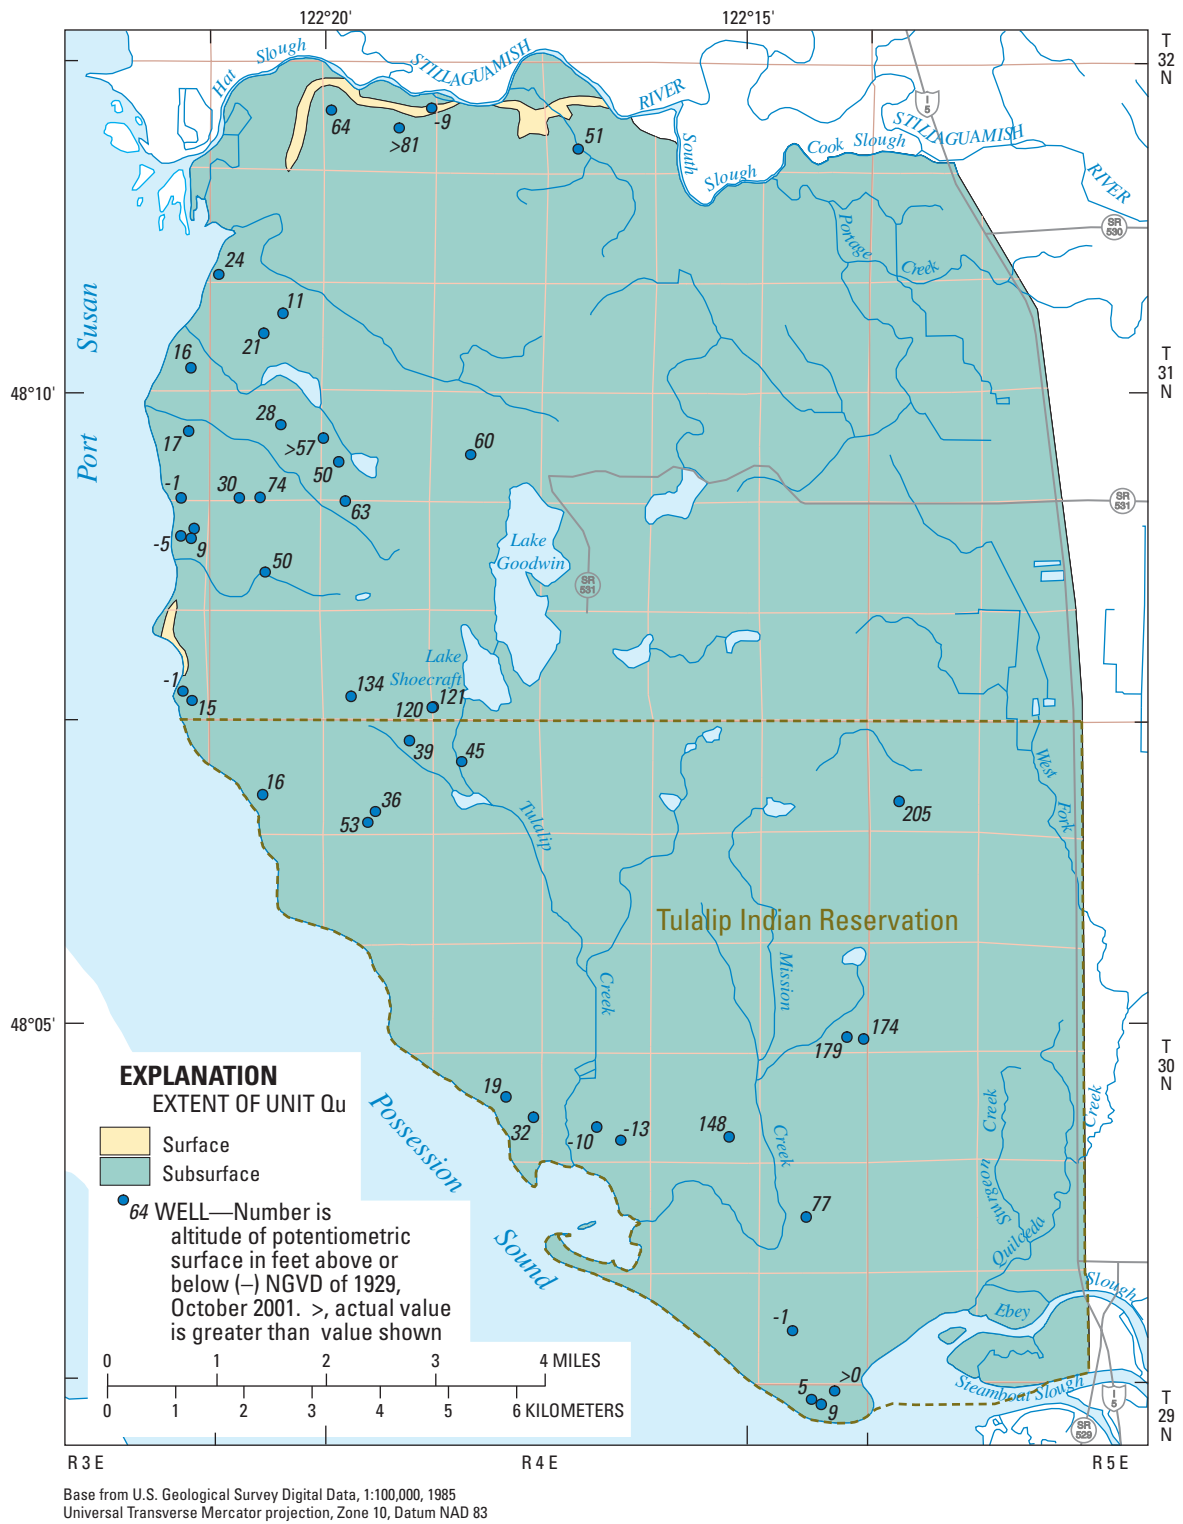 122°20'
122°15'
T
32
N
Hat
Slough
STILLAGUAMISH
RIVER
I
5
STILLAGUAMISH
RIVER
64
>81
-9
51
South
Slough
Cook Slough
SR
530
Portage
Creek
24
11
21
16
Port Susan
48°10'
T
31
N
28
17
>57
50
60
-1
30
74
63
SR
531
-5
9
50
Lake
Goodwin
SR
531
Lake
Shoecraft
-1
15
134
120
121
39
45
West
Fork
16
36
53
Tulalip
205
Tulalip Indian Reservation
Creek
Mission
48°05'
179
174
T
30
N
19
32
-10
-13
148
Creek
Creek
Creek
Sturgeon
Quilceda
77
Possession
Sound
Slough
Ebey
-1
Steamboat Slough
5
>0
9
I
5
SR
529
T
29
N
EXPLANATION
EXTENT OF UNIT Qu
Surface
Subsurface
64 WELL—Number is
altitude of potentiometric
surface in feet above or
below (–) NGVD of 1929,
October 2001. >, actual value
is greater than value shown
0 1 2 3 4 MILES
0 1 2 3 4 5 6 KILOMETERS
R 3 E
R 4 E
R 5 E
Base from U.S. Geological Survey Digital Data, 1:100,000, 1985
Universal Transverse Mercator projection, Zone 10, Datum NAD 83